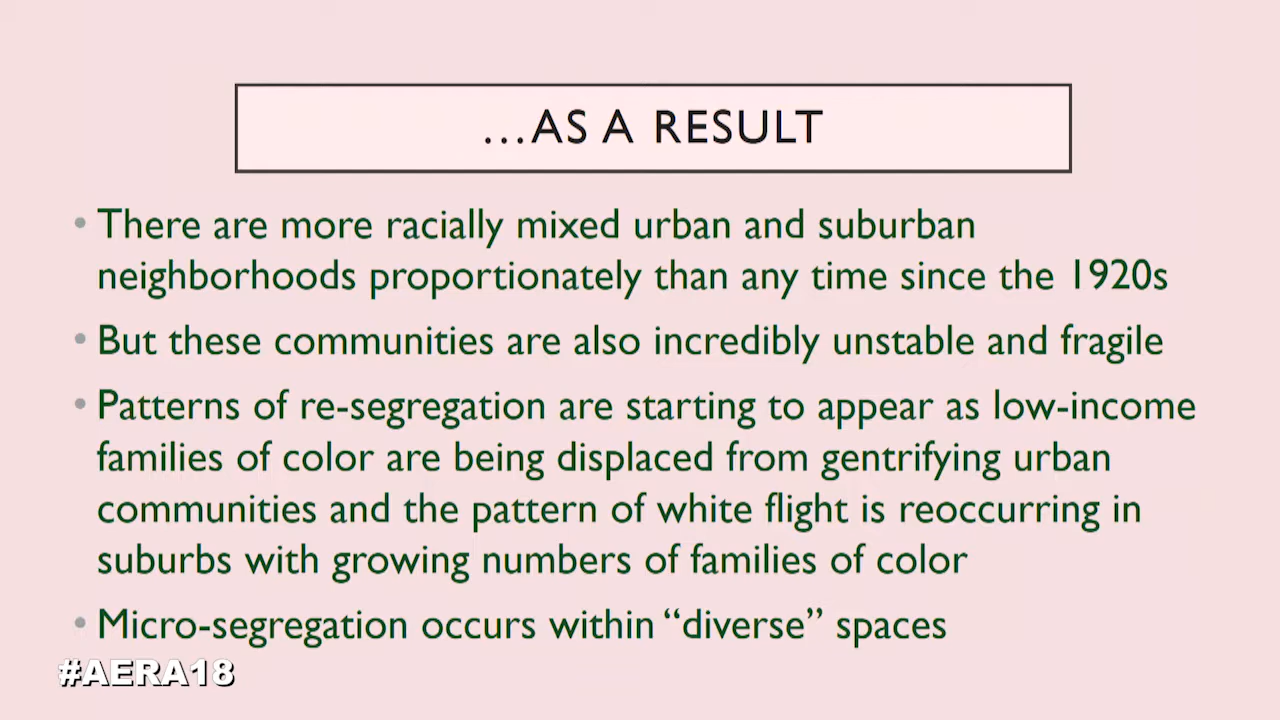 ...AS A RESULT
• There are more racially mixed urban and suburban
neighborhoods proportionately than any time since the 1920s
• But these communities are also incredibly unstable and fragile
• Patterns of re-segregation are starting to appear as low-income
families of color are being displaced from gentrifying urban
communities and the pattern of white flight is reoccurring in
suburbs with growing numbers of families of color
• Micro-segregation occurs within “diverse” spaces
#AERA18